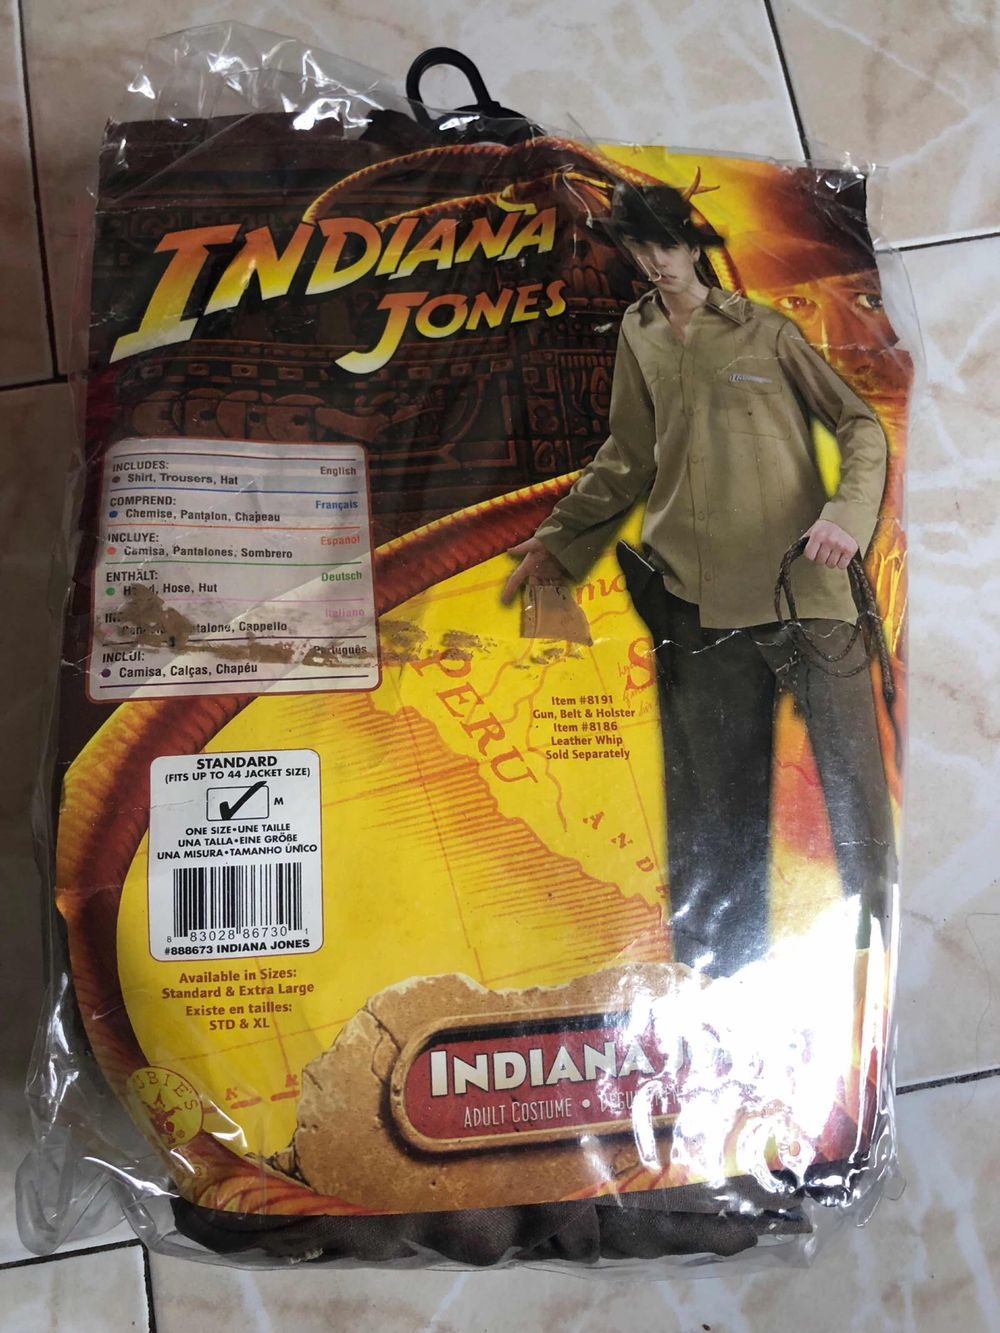 INDIANA
JONES
INCLUDES: English
Shirt, Trousers, Hat
COMPREND: Français
Chemise, Pantalon, Chapeau
INCLUYE: Español
Camisa, Pantalones, Sombrero
ENTHÄLT: Deutsch
Hose, Hut
Italiano
Cappello
INCLUI: Português
Camisa, Calças, Chapéu
PERU
Item #8191
Gun, Belt & Holster
Item #8186
Leather Whip
Sold Separately
STANDARD
(FITS UP TO 44 JACKET SIZE)
M
ONE SIZE•UNE TAILLE
UNA TALLA•EINE GRÖßE
UNA MISURA•TAMANHO ÚNICO
8 83028 86730 1
#888673 INDIANA JONES
Available in Sizes:
Standard & Extra Large
Existe en tailles:
STD & XL
INDIANA
ADULT COSTUME •